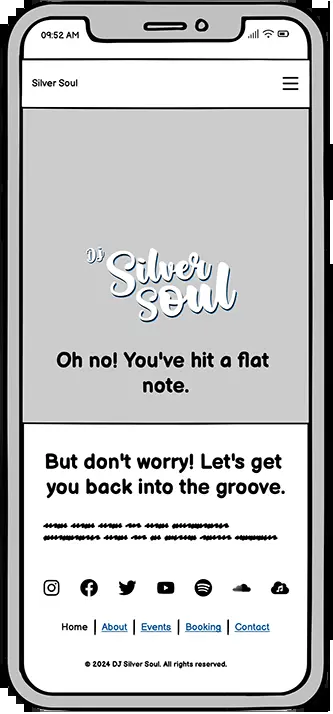 09:52 AM
Silver Soul
DJ
Silver
Soul
Oh no! You've hit a flat
note.
But don't worry! Let's get
you back into the groove.
Home | About | Events | Booking | Contact
© 2024 DJ Silver Soul. All rights reserved.